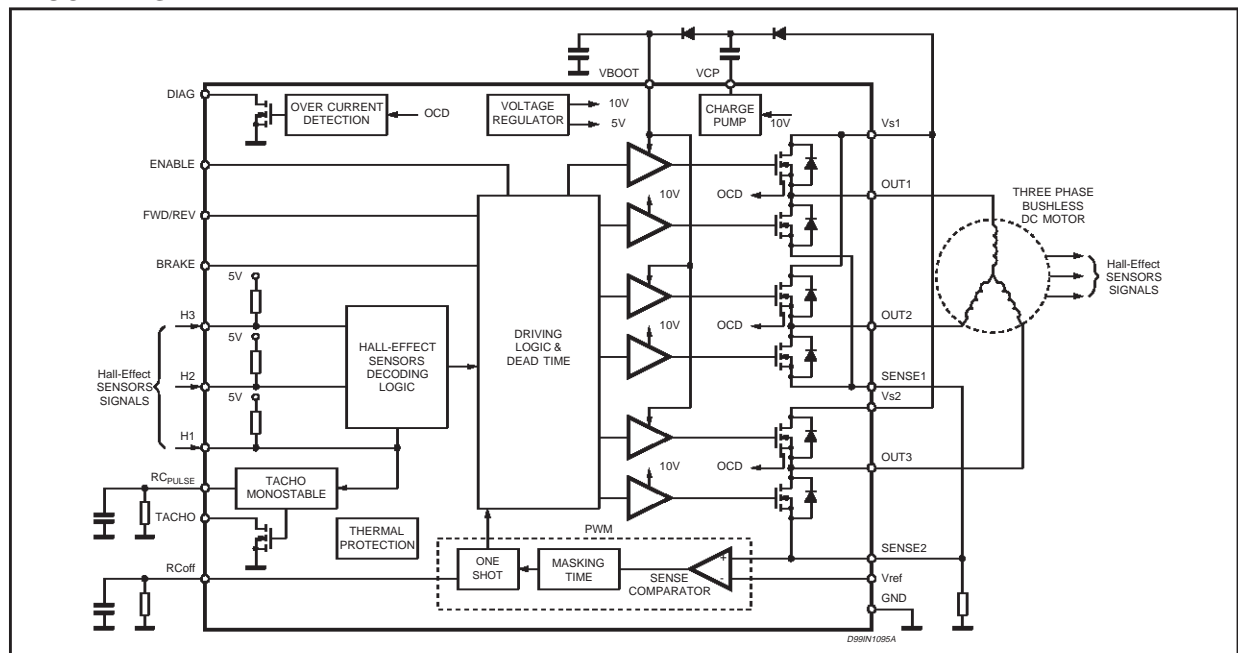 VBOOT
VCP
DIAG
OVER CURRENT
DETECTION
OCD
VOLTAGE
REGULATOR
10V
5V
CHARGE
PUMP
10V
Vs1
ENABLE
OCD
OUT1
THREE PHASE
BUSHLESS
DC MOTOR
FWD/REV
10V
BRAKE
5V
Hall-Effect
SENSORS
SIGNALS
H3
HALL-EFFECT
SENSORS
DECODING
LOGIC
DRIVING
LOGIC &
DEAD TIME
OCD
OUT2
5V
10V
Hall-Effect
SENSORS
SIGNALS
H2
SENSE1
5V
Vs2
H1
OCD
OUT3
10V
RCPULSE
TACHO
MONOSTABLE
TACHO
THERMAL
PROTECTION
PWM
SENSE2
ONE
SHOT
MASKING
TIME
SENSE
COMPARATOR
+
-
RCoff
Vref
GND
D99IN1095A